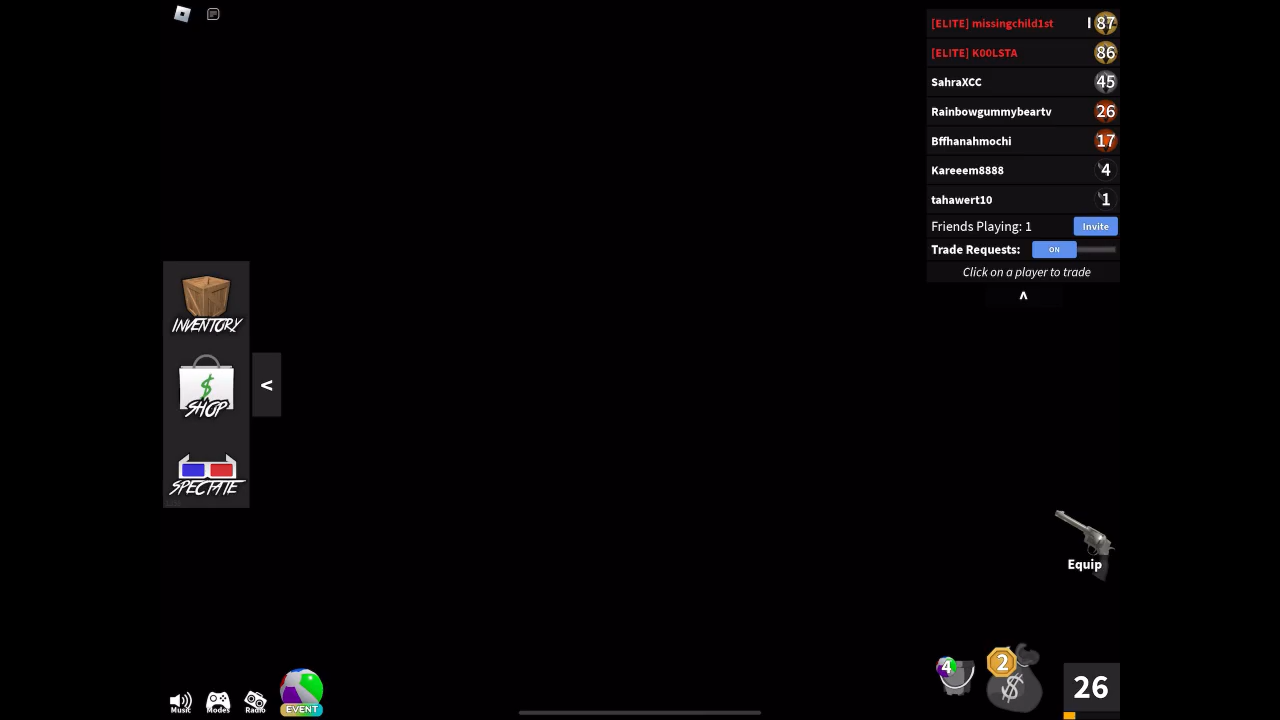 [ELITE] missingchild1st 87
[ELITE] K00LSTA 86
SahraXCC 45
Rainbowgummybeartv 26
Bffhanahmochi 17
Kareeem8888 4
tahawert10 1
Friends Playing: 1 Invite
Trade Requests: ON
Click on a player to trade
^
INVENTORY
$
SHOP
<
SPECTATE
Equip
Music
Modes
Radio
EVENT
4
2
$
26